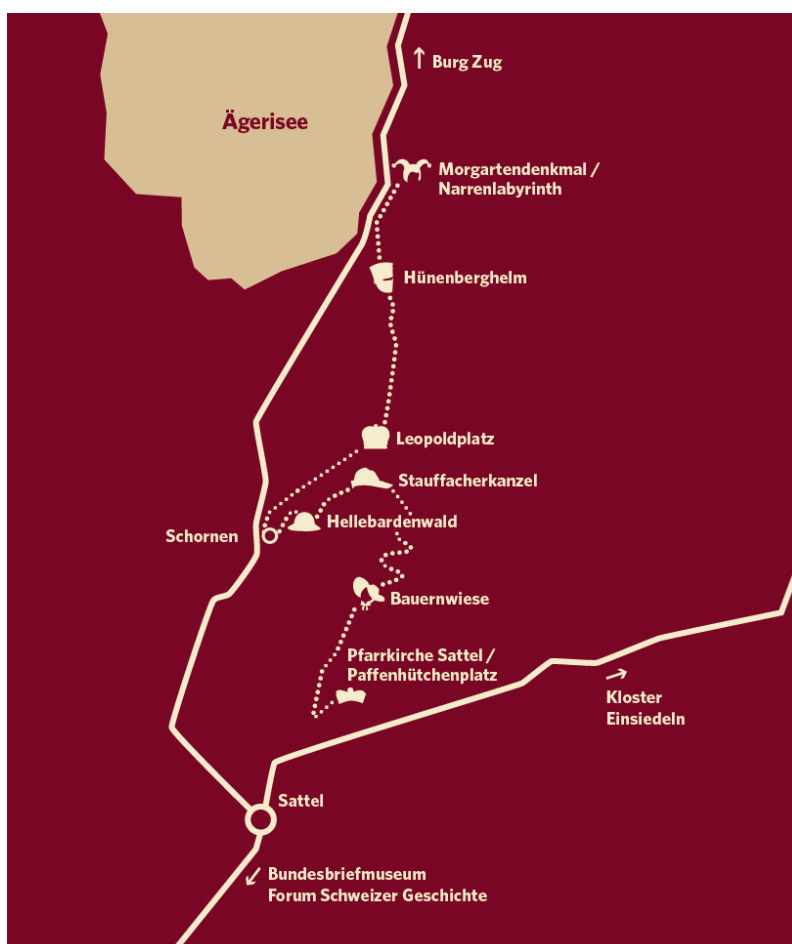 Burg Zug
Ägerisee
Morgartendenkmal /
Narrenlabyrinth
Hünenberghelm
Leopoldplatz
Stauffacherkanzel
Hellebardenwald
Schornen
Bauernwiese
Pfarrkirche Sattel /
Paffenhütchenplatz
Kloster
Einsiedeln
Sattel
Bundesbriefmuseum
Forum Schweizer Geschichte